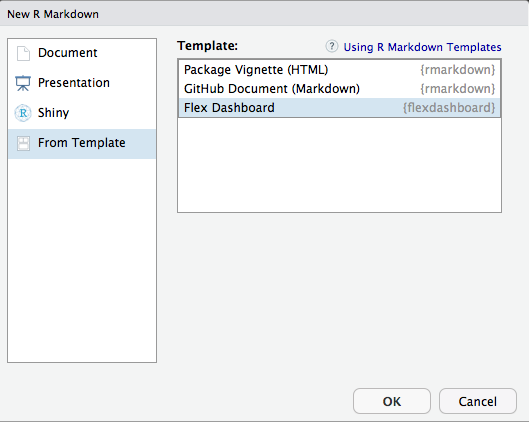 New R Markdown
Document
Presentation
R Shiny
From Template
Template:
? Using R Markdown Templates
Package Vignette (HTML) {rmarkdown}
GitHub Document (Markdown) {rmarkdown}
Flex Dashboard {flexdashboard}
OK Cancel